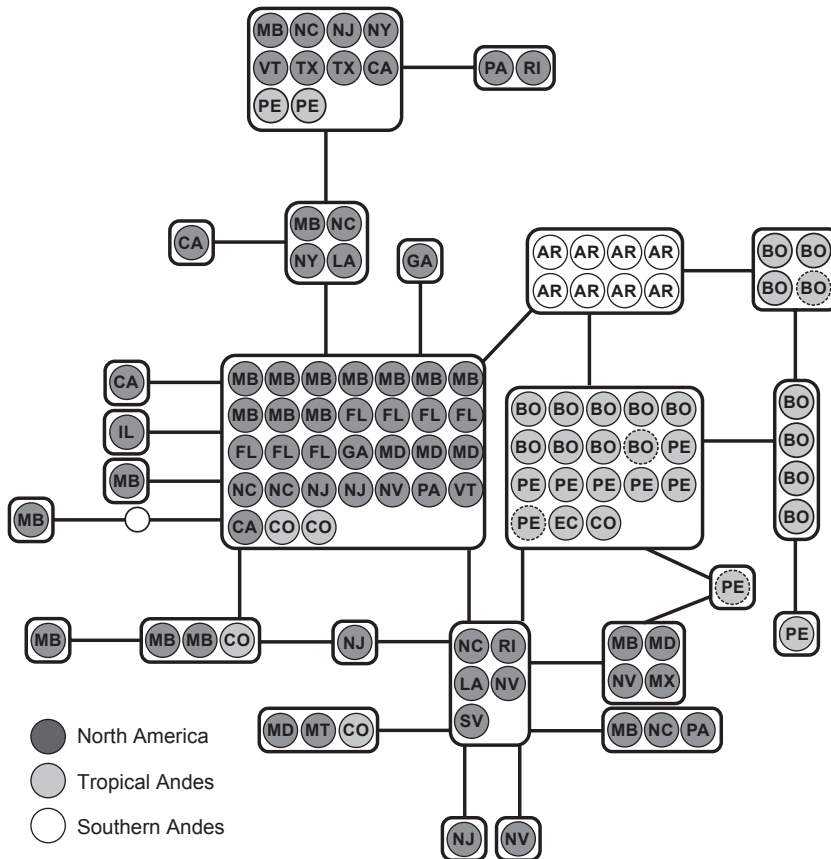 MB NC NJ NY
VT TX TX CA
PE PE
PA RI
CA
MB NC
NY LA
GA
AR AR AR AR
AR AR AR AR
BO BO
BO BO
CA
IL
MB
MB
MB MB MB MB MB MB MB
MB MB MB FL FL FL FL
FL FL FL GA MD MD MD
NC NC NJ NJ NV PA VT
CA CO CO
BO BO BO BO BO
BO BO BO BO PE
PE PE PE PE PE
PE EC CO
BO
BO
BO
BO
PE
PE
MB
MB MB CO
NJ
NC RI
LA NV
SV
MB MD
NV MX
MD MT CO
MB NC PA
NJ
NV
North America
Tropical Andes
Southern Andes